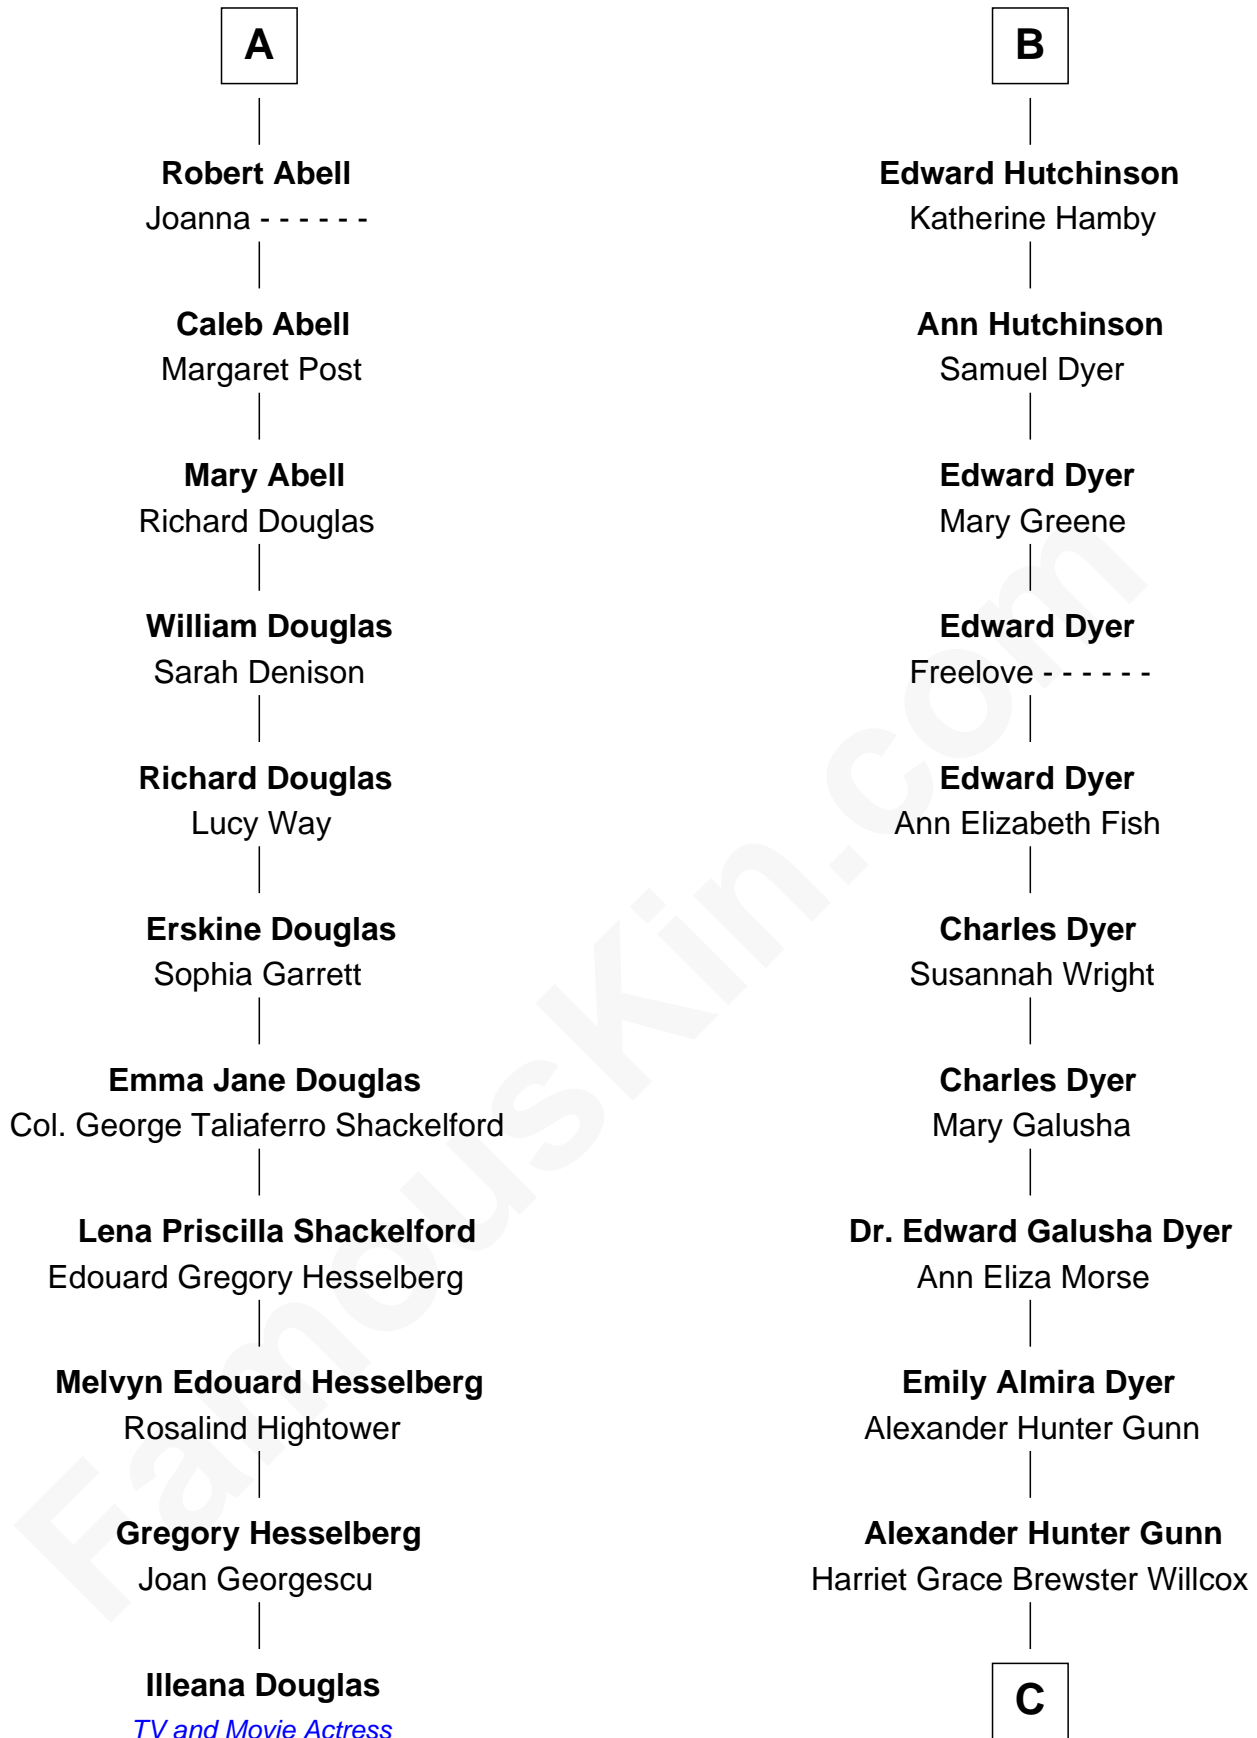 A
Robert Abell
Joanna - - - - - -
Caleb Abell
Margaret Post
Mary Abell
Richard Douglas
William Douglas
Sarah Denison
Richard Douglas
Lucy Way
Erskine Douglas
Sophia Garrett
Emma Jane Douglas
Col. George Taliaferro Shackelford
Lena Priscilla Shackelford
Edouard Gregory Hesselberg
Melvyn Edouard Hesselberg
Rosalind Hightower
Gregory Hesselberg
Joan Georgescu
Illeana Douglas
TV and Movie Actress
B
Edward Hutchinson
Katherine Hamby
Ann Hutchinson
Samuel Dyer
Edward Dyer
Mary Greene
Edward Dyer
Freelove - - - - - -
Edward Dyer
Ann Elizabeth Fish
Charles Dyer
Susannah Wright
Charles Dyer
Mary Galusha
Dr. Edward Galusha Dyer
Ann Eliza Morse
Emily Almira Dyer
Alexander Hunter Gunn
Alexander Hunter Gunn
Harriet Grace Brewster Willcox
C
FamousKin.com